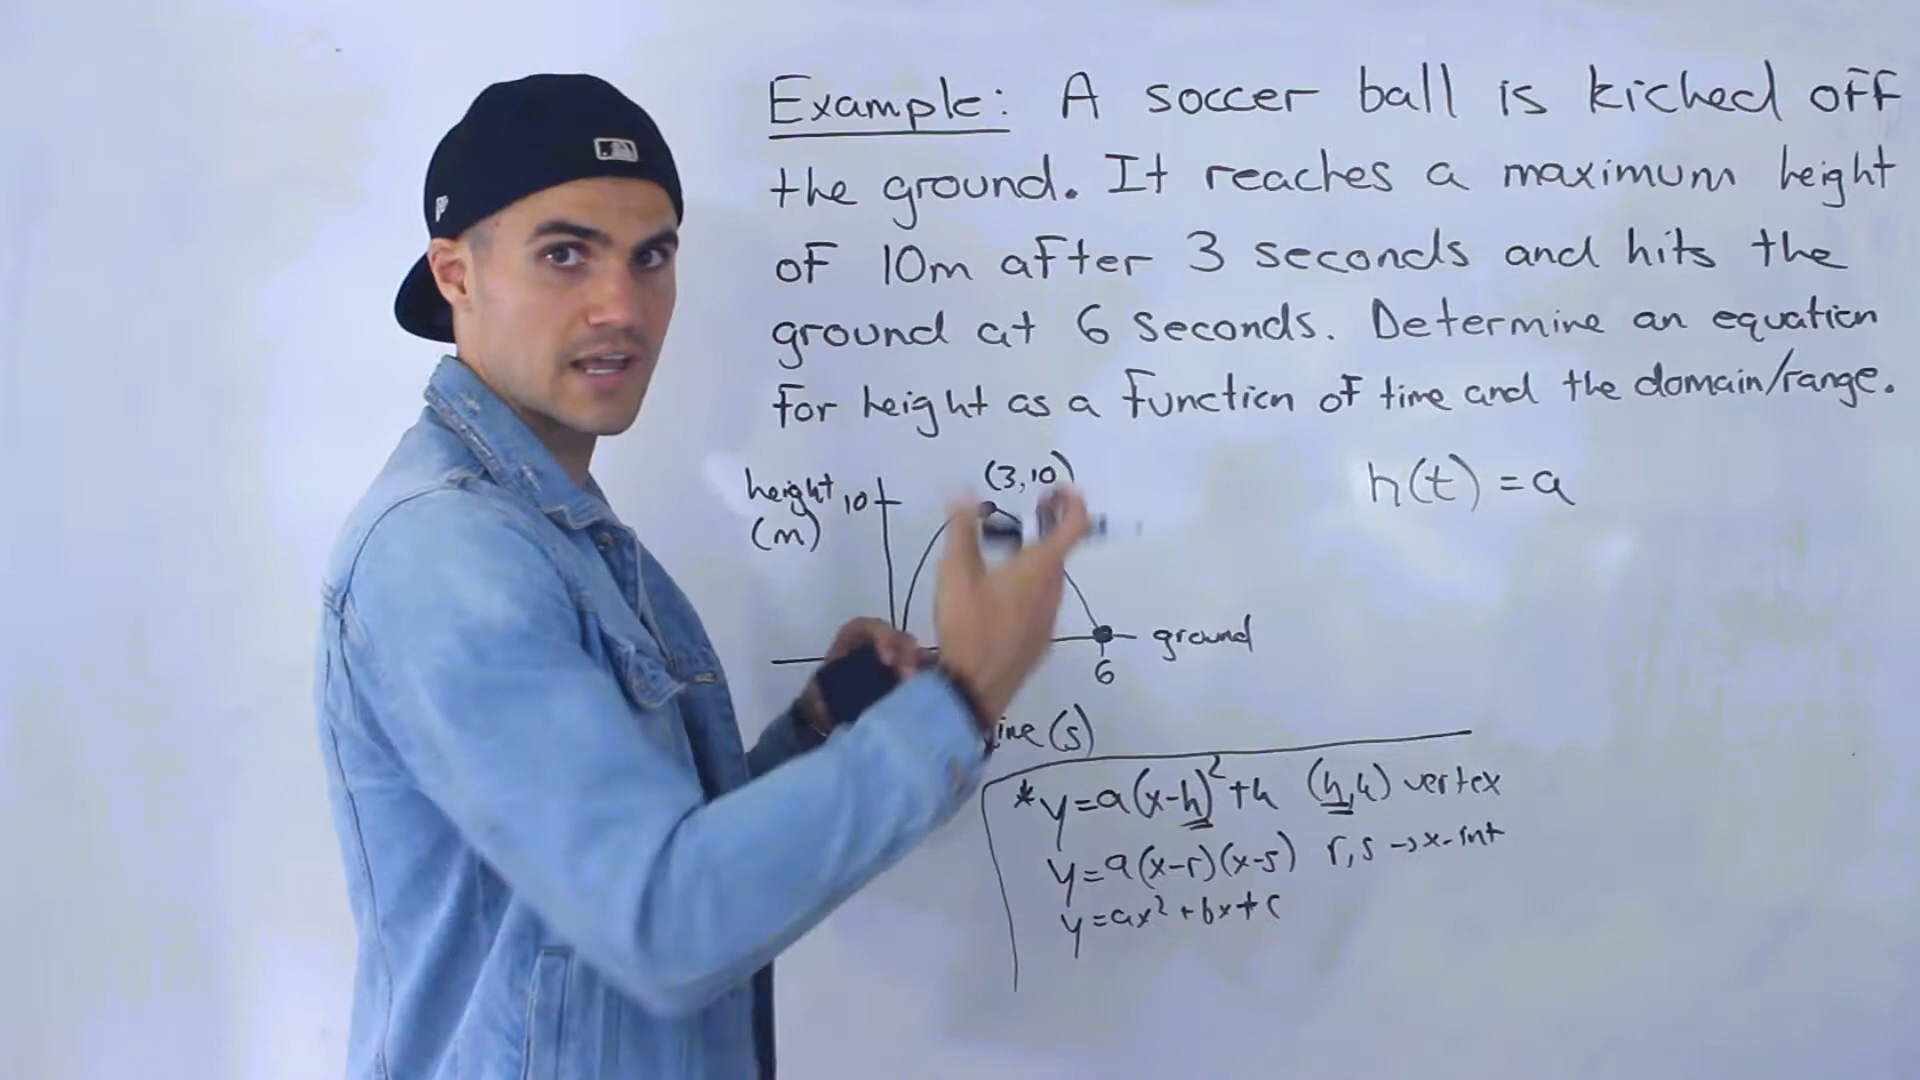 Example: A soccer ball is kicked off
the ground. It reaches a maximum height
of 10m after 3 seconds and hits the
ground at 6 seconds. Determine an equation
for height as a function of time and the domain/range.
height 10 (3,10)
(m)
h(t) = a
ground
6
(s)
*y=a(x-h)²+k (h,k) vertex
y=a(x-r)(x-s) r,s → x-int
y=ax²+bx+c